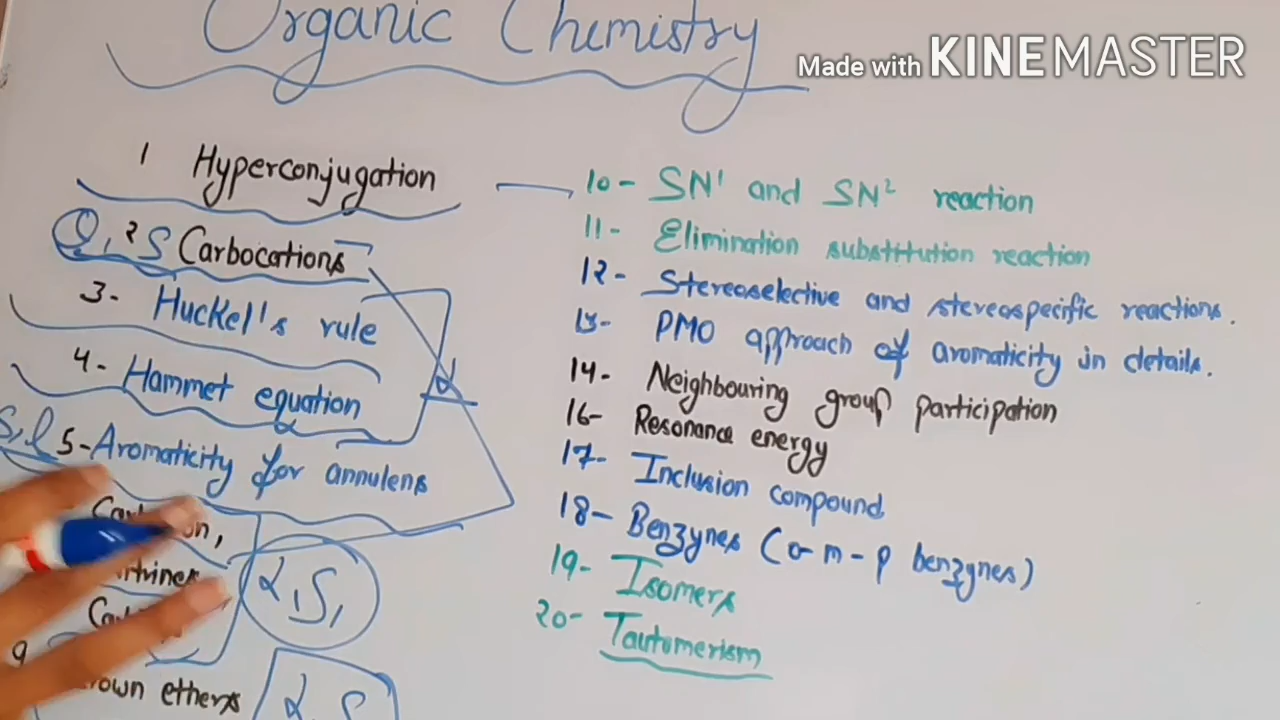 Organic Chemistry
Made with KINEMASTER
1 Hyperconjugation
2 Carbocations
3- Huckel's rule
4- Hammet equation
5- Aromaticity for annulens
9
Crown ethers
10- SN¹ and SN² reaction
11- Elimination substitution reaction
12- Stereoselective and stereospecific reactions.
13- PMO approach of aromaticity in details.
14- Neighbouring group participation
16- Resonance energy
17- Inclusion compound
18- Benzynes (o-m-p benzynes)
19- Isomers
20- Tautomerism